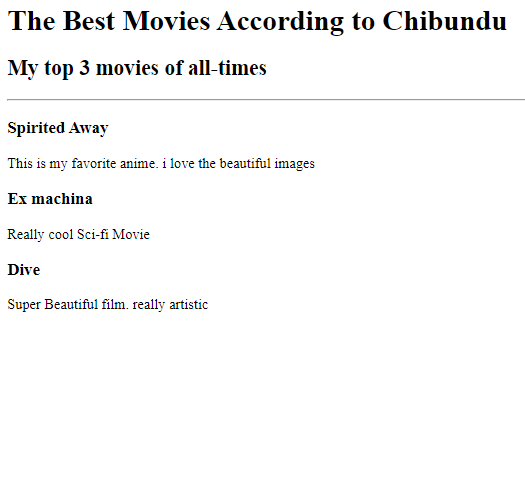 The Best Movies According to Chibundu
My top 3 movies of all-times
Spirited Away
This is my favorite anime. i love the beautiful images
Ex machina
Really cool Sci-fi Movie
Dive
Super Beautiful film. really artistic